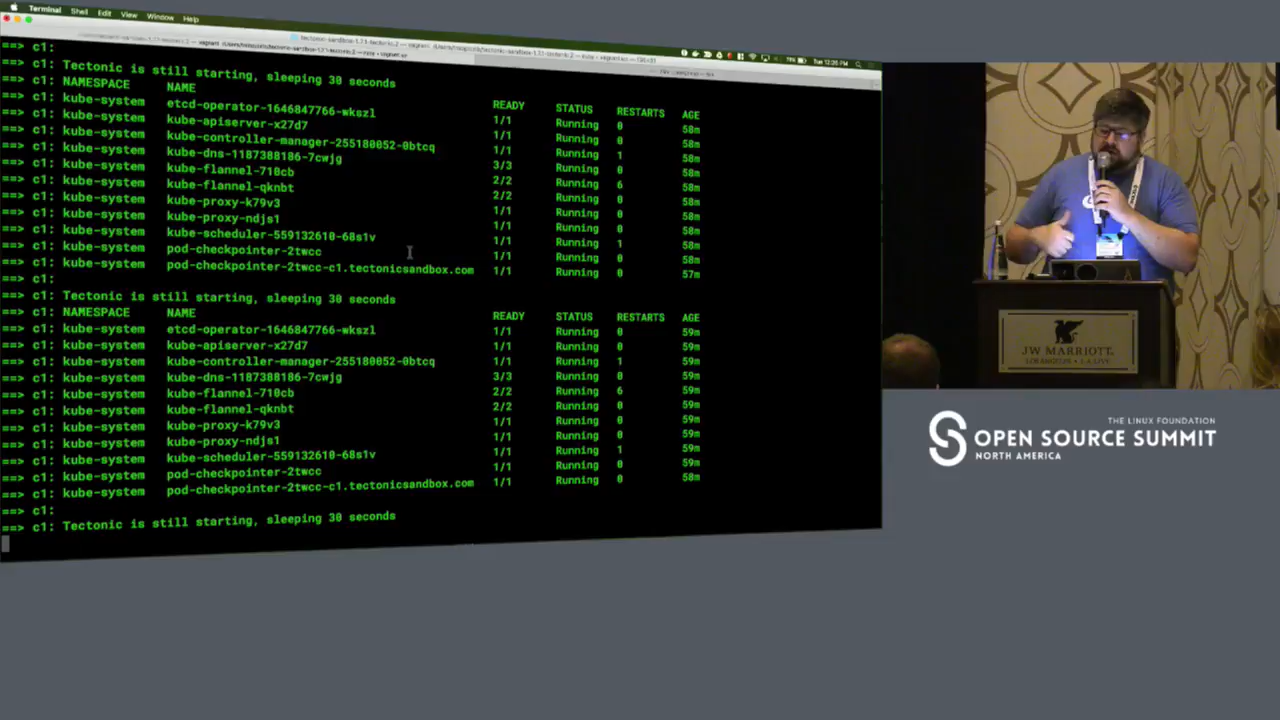 Terminal Shell Edit View Window Help
71% Tue 12:26 PM
==> c1:
==> c1: Tectonic is still starting, sleeping 30 seconds
==> c1: NAMESPACE NAME READY STATUS RESTARTS AGE
==> c1: kube-system etcd-operator-1646847766-wkszl 1/1 Running 0 58m
==> c1: kube-system kube-apiserver-x27d7 1/1 Running 0 58m
==> c1: kube-system kube-controller-manager-255180052-0btcq 1/1 Running 1 58m
==> c1: kube-system kube-dns-1187388186-7cwjg 3/3 Running 0 58m
==> c1: kube-system kube-flannel-710cb 2/2 Running 6 58m
==> c1: kube-system kube-flannel-qknbt 2/2 Running 0 58m
==> c1: kube-system kube-proxy-k79v3 1/1 Running 0 58m
==> c1: kube-system kube-proxy-ndjs1 1/1 Running 0 58m
==> c1: kube-system kube-scheduler-559132610-68s1v 1/1 Running 1 58m
==> c1: kube-system pod-checkpointer-2twcc 1/1 Running 0 58m
==> c1: kube-system pod-checkpointer-2twcc-c1.tectonicsandbox.com 1/1 Running 0 57m
==> c1:
==> c1: Tectonic is still starting, sleeping 30 seconds
==> c1: NAMESPACE NAME READY STATUS RESTARTS AGE
==> c1: kube-system etcd-operator-1646847766-wkszl 1/1 Running 0 59m
==> c1: kube-system kube-apiserver-x27d7 1/1 Running 0 59m
==> c1: kube-system kube-controller-manager-255180052-0btcq 1/1 Running 1 59m
==> c1: kube-system kube-dns-1187388186-7cwjg 3/3 Running 0 59m
==> c1: kube-system kube-flannel-710cb 2/2 Running 6 59m
==> c1: kube-system kube-flannel-qknbt 2/2 Running 0 59m
==> c1: kube-system kube-proxy-k79v3 1/1 Running 0 59m
==> c1: kube-system kube-proxy-ndjs1 1/1 Running 0 59m
==> c1: kube-system kube-scheduler-559132610-68s1v 1/1 Running 1 59m
==> c1: kube-system pod-checkpointer-2twcc 1/1 Running 0 59m
==> c1: kube-system pod-checkpointer-2twcc-c1.tectonicsandbox.com 1/1 Running 0 58m
==> c1:
==> c1: Tectonic is still starting, sleeping 30 seconds
JW MARRIOTT
LOS ANGELES L.A. LIVE
THE LINUX FOUNDATION
OPEN SOURCE SUMMIT
NORTH AMERICA